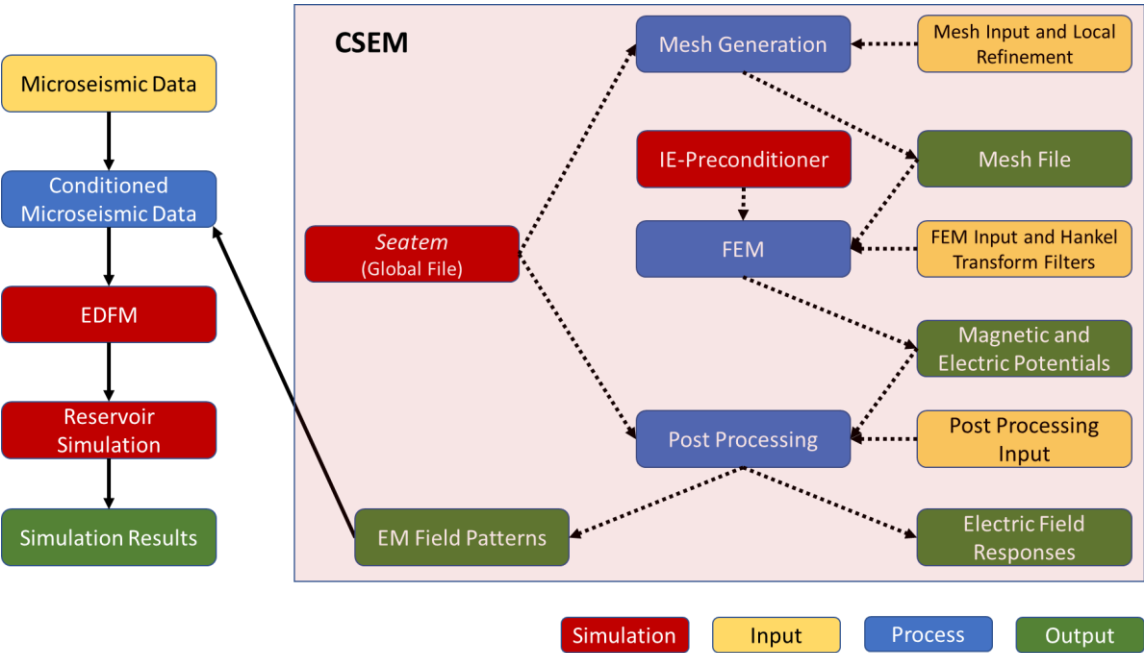 Microseismic Data
Conditioned
Microseismic Data
EDFM
Reservoir
Simulation
Simulation Results
CSEM
Mesh Generation
Mesh Input and Local
Refinement
IE-Preconditioner
Mesh File
Seatem
(Global File)
FEM
FEM Input and Hankel
Transform Filters
Magnetic and
Electric Potentials
Post Processing
Post Processing
Input
EM Field Patterns
Electric Field
Responses
Simulation
Input
Process
Output